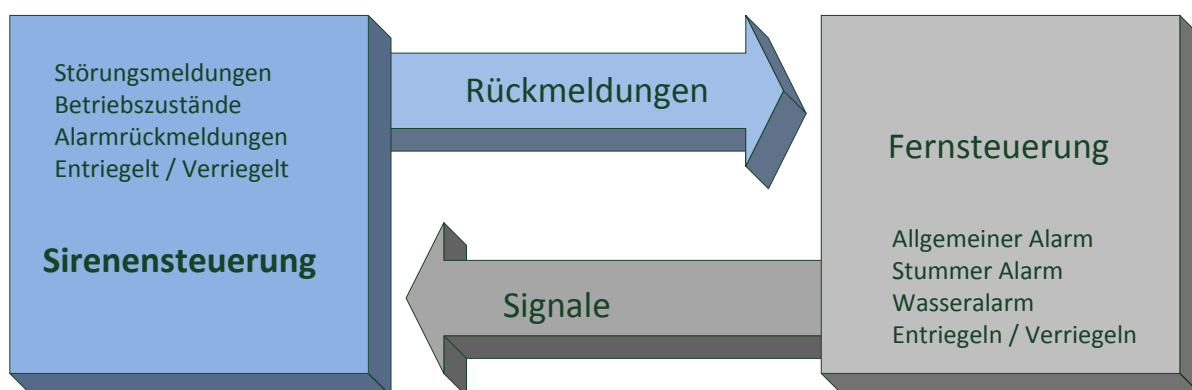 Störungsmeldungen
Betriebszustände
Alarmrückmeldungen
Entriegelt / Verriegelt
Sirenensteuerung
Rückmeldungen
Signale
Fernsteuerung
Allgemeiner Alarm
Stummer Alarm
Wasseralarm
Entriegeln / Verriegeln